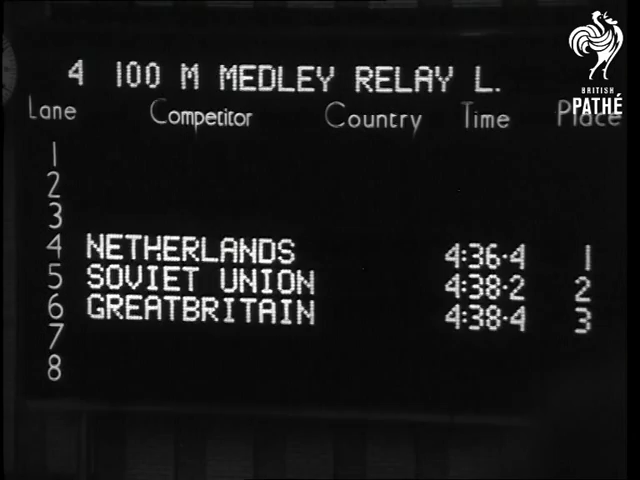 BRITISH
PATHÉ
4 100 M MEDLEY RELAY L.
Lane Competitor Country Time Place
1
2
3
4 NETHERLANDS 4:36.4 1
5 SOVIET UNION 4:38.2 2
6 GREATBRITAIN 4:38.4 3
7
8